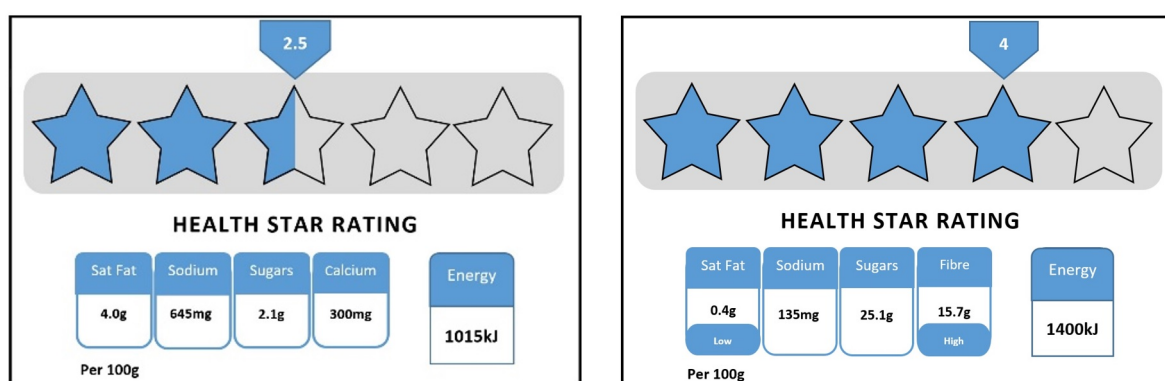 2.5
HEALTH STAR RATING
Sat Fat Sodium Sugars Calcium
4.0g 645mg 2.1g 300mg
Energy
1015kJ
Per 100g
4
HEALTH STAR RATING
Sat Fat Sodium Sugars Fibre
0.4g 135mg 25.1g 15.7g
Low High
Energy
1400kJ
Per 100g